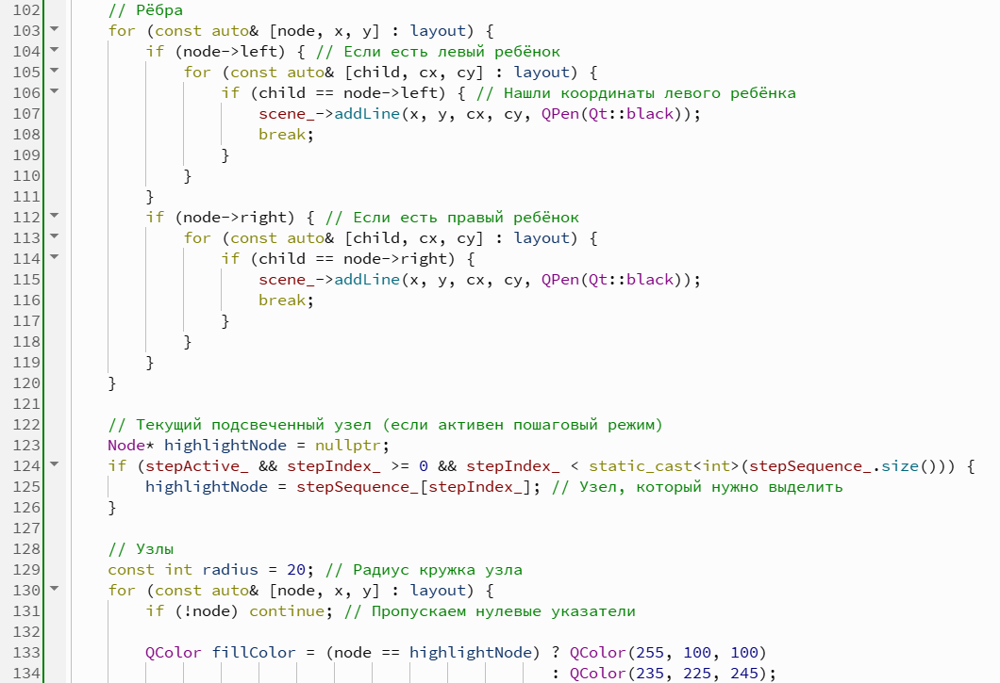 102 // Рёбра
103 for (const auto& [node, x, y] : layout) {
104 if (node->left) { // Если есть левый ребёнок
105 for (const auto& [child, cx, cy] : layout) {
106 if (child == node->left) { // Нашли координаты левого ребёнка
107 scene_->addLine(x, y, cx, cy, QPen(Qt::black));
108 break;
109 }
110 }
111 }
112 if (node->right) { // Если есть правый ребёнок
113 for (const auto& [child, cx, cy] : layout) {
114 if (child == node->right) {
115 scene_->addLine(x, y, cx, cy, QPen(Qt::black));
116 break;
117 }
118 }
119 }
120 }
121
122 // Текущий подсвеченный узел (если активен пошаговый режим)
123 Node* highlightNode = nullptr;
124 if (stepActive_ && stepIndex_ >= 0 && stepIndex_ < static_cast<int>(stepSequence_.size())) {
125 highlightNode = stepSequence_[stepIndex_]; // Узел, который нужно выделить
126 }
127
128 // Узлы
129 const int radius = 20; // Радиус кружка узла
130 for (const auto& [node, x, y] : layout) {
131 if (!node) continue; // Пропускаем нулевые указатели
132
133 QColor fillColor = (node == highlightNode) ? QColor(255, 100, 100)
134 : QColor(235, 225, 245);